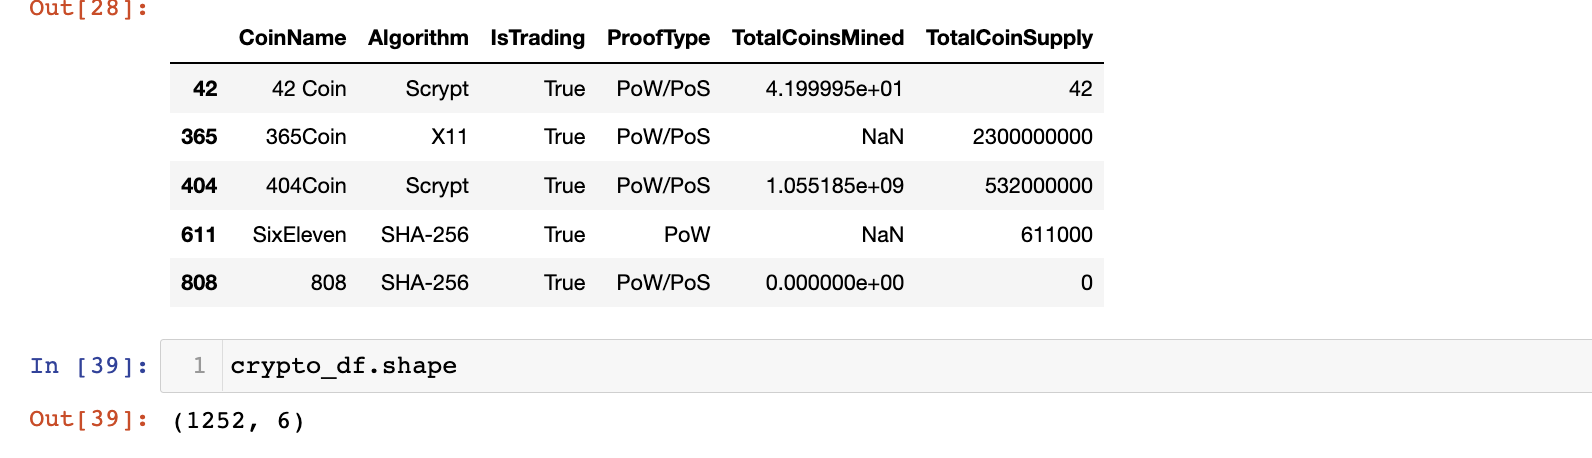 Out[28]:
CoinName Algorithm IsTrading ProofType TotalCoinsMined TotalCoinSupply
42 42 Coin Scrypt True PoW/PoS 4.199995e+01 42
365 365Coin X11 True PoW/PoS NaN 2300000000
404 404Coin Scrypt True PoW/PoS 1.055185e+09 532000000
611 SixEleven SHA-256 True PoW NaN 611000
808 808 SHA-256 True PoW/PoS 0.000000e+00 0
In [39]: 1 crypto_df.shape
Out[39]: (1252, 6)